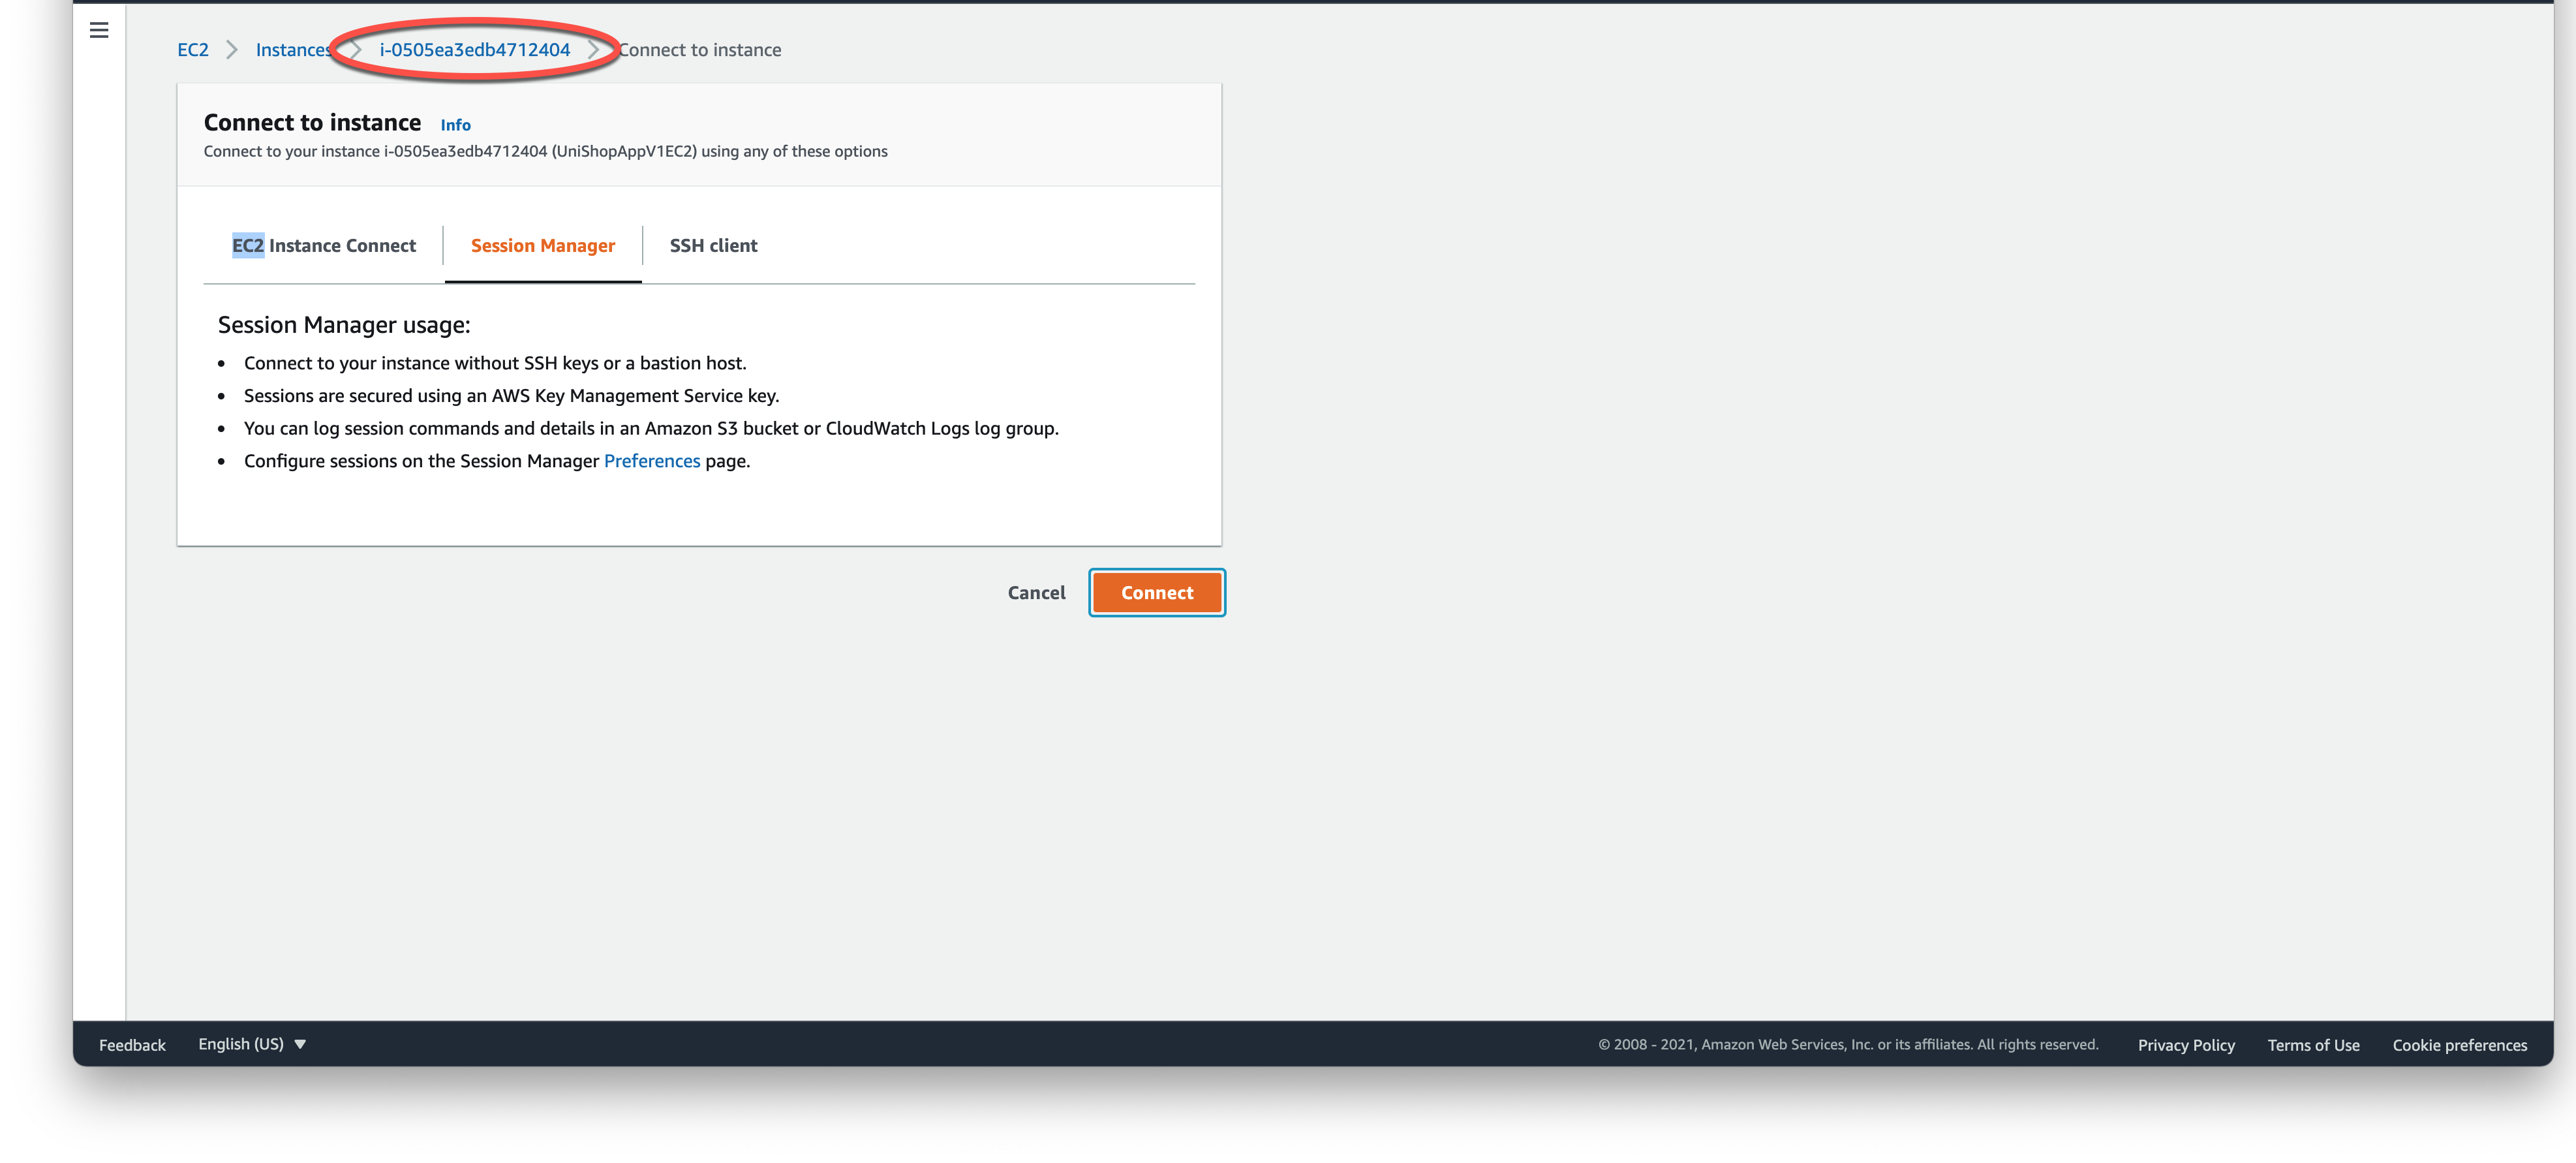 EC2 Instances i-0505ea3edb4712404 Connect to instance
Connect to instance Info
Connect to your instance i-0505ea3edb4712404 (UniShopAppV1EC2) using any of these options
EC2 Instance Connect Session Manager SSH client
Session Manager usage:
• Connect to your instance without SSH keys or a bastion host.
• Sessions are secured using an AWS Key Management Service key.
• You can log session commands and details in an Amazon S3 bucket or CloudWatch Logs log group.
• Configure sessions on the Session Manager Preferences page.
Cancel Connect
Feedback English (US) © 2008 - 2021, Amazon Web Services, Inc. or its affiliates. All rights reserved. Privacy Policy Terms of Use Cookie preferences